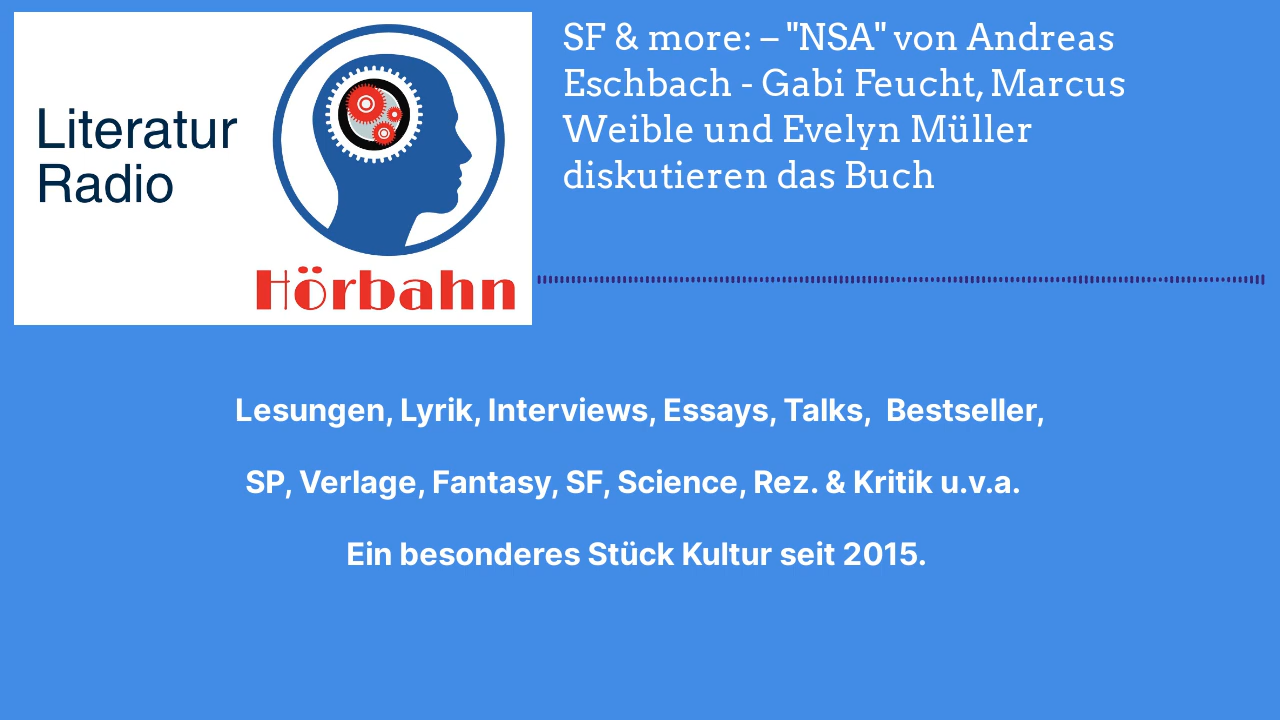 Literatur
Radio
Hörbahn
SF & more: – "NSA" von Andreas
Eschbach - Gabi Feucht, Marcus
Weible und Evelyn Müller
diskutieren das Buch
Lesungen, Lyrik, Interviews, Essays, Talks,  Bestseller,
SP, Verlage, Fantasy, SF, Science, Rez. & Kritik u.v.a.
Ein besonderes Stück Kultur seit 2015.